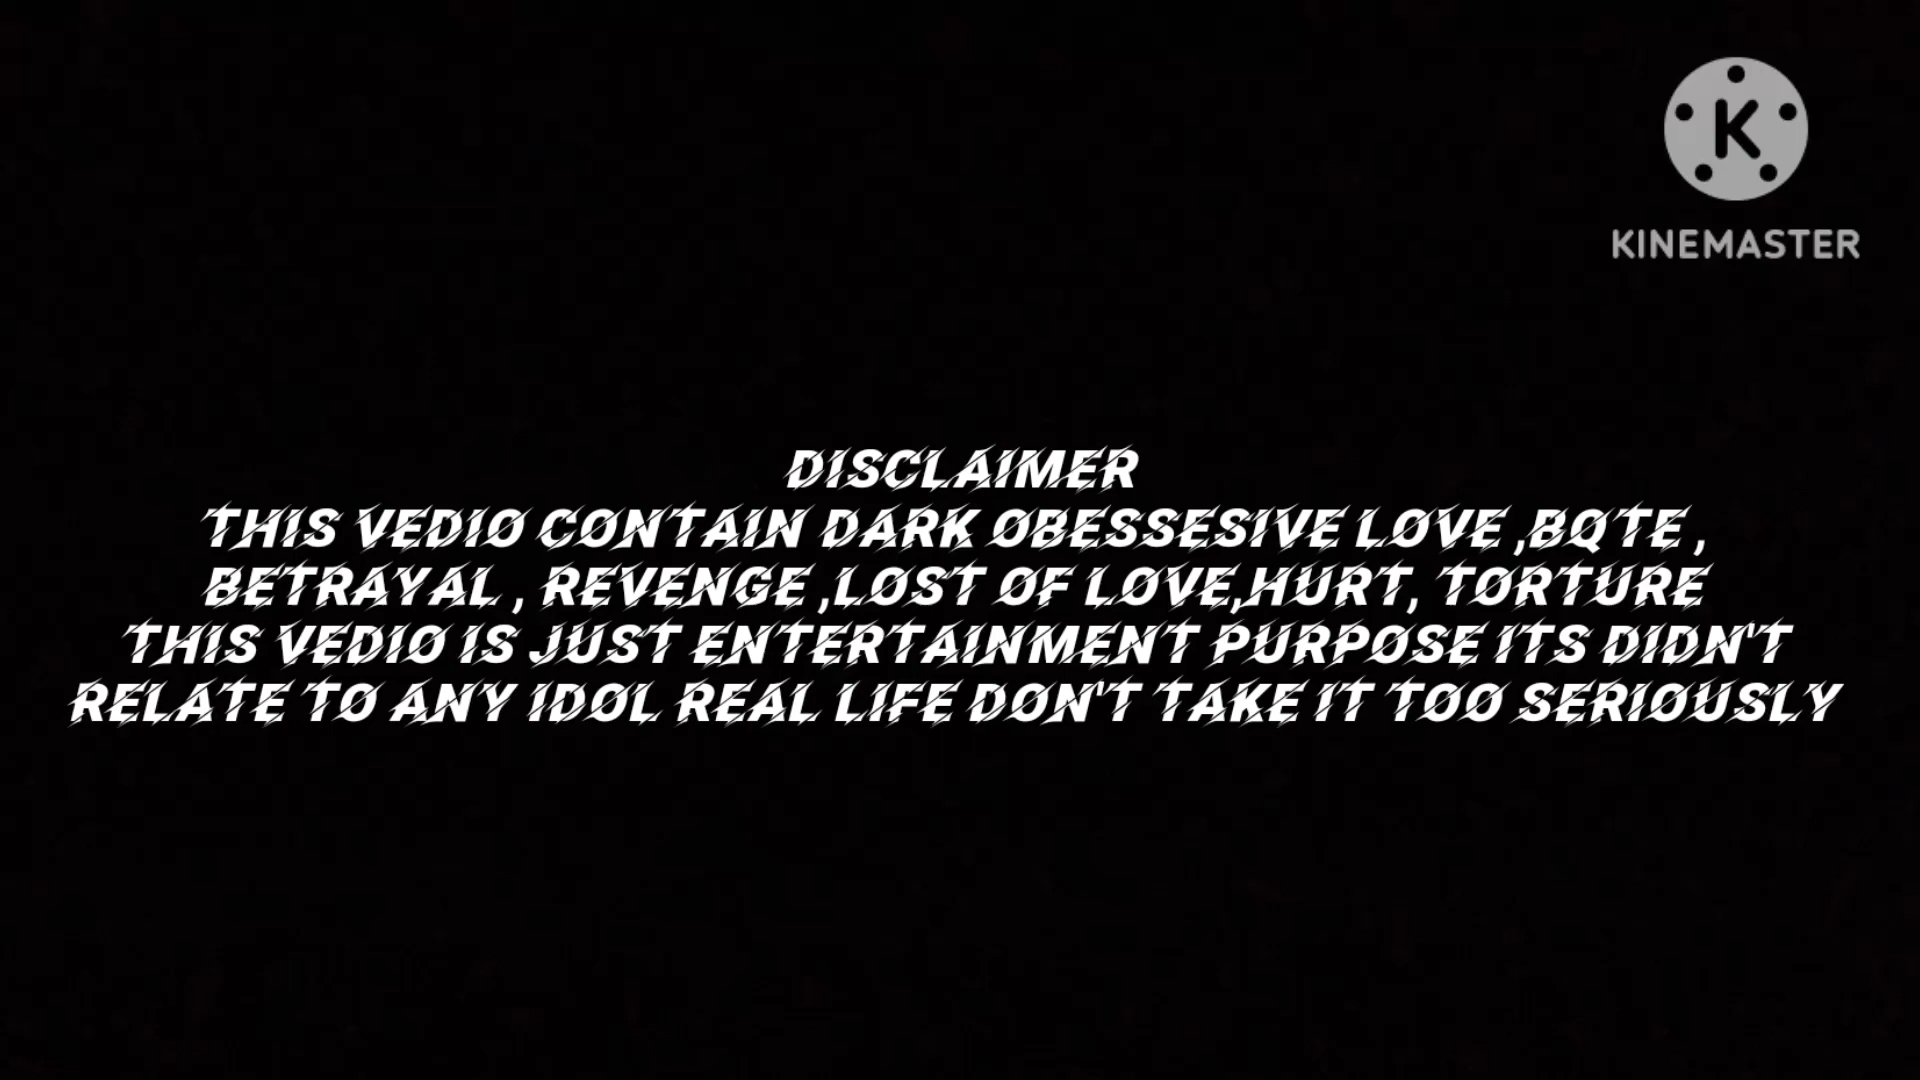 K
KINEMASTER
DISCLAIMER
THIS VEDIO CONTAIN DARK OBESSESIVE LOVE ,BQTE ,
BETRAYAL , REVENGE ,LOST OF LOVE,HURT, TORTURE
THIS VEDIO IS JUST ENTERTAINMENT PURPOSE ITS DIDN'T
RELATE TO ANY IDOL REAL LIFE DON'T TAKE IT TOO SERIOUSLY